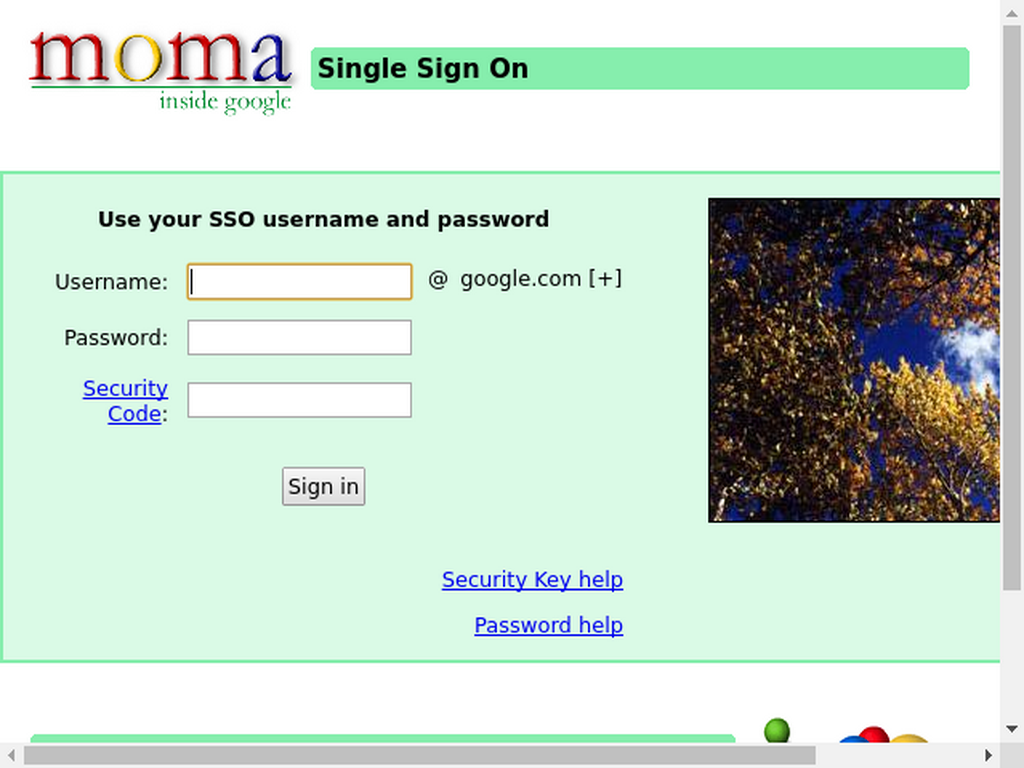 moma
inside google
Single Sign On
Use your SSO username and password
Username:
@ google.com [+]
Password:
Security
Code:
Sign in
Security Key help
Password help